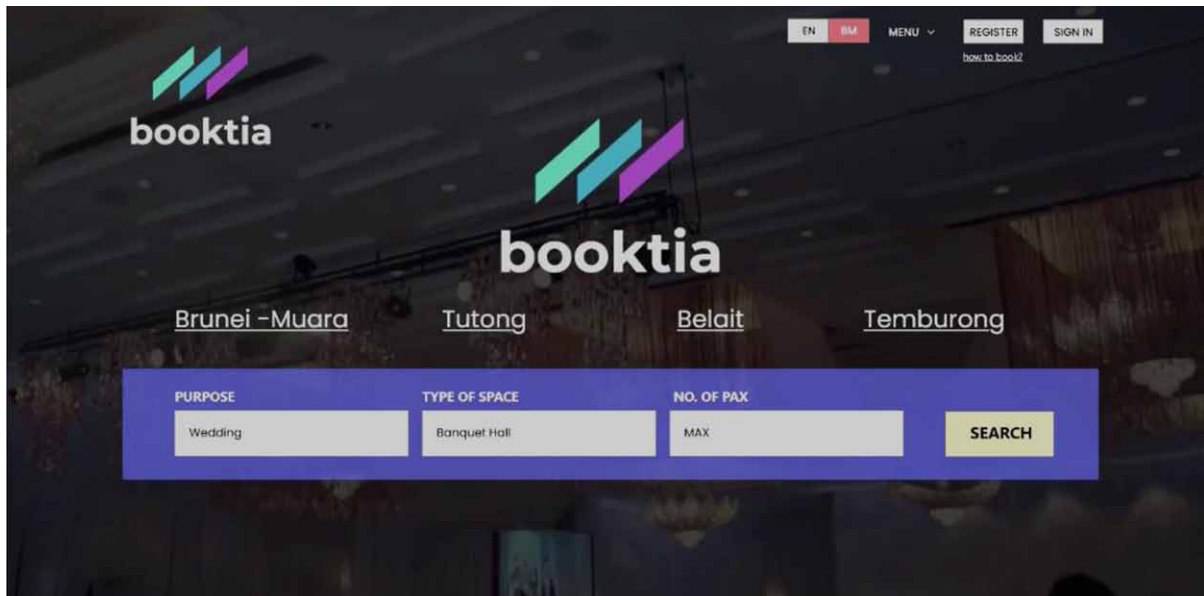 EN BM MENU REGISTER SIGN IN
how to book?
booktia
booktia
Brunei -Muara Tutong Belait Temburong
PURPOSE TYPE OF SPACE NO. OF PAX
Wedding Banquet Hall MAX SEARCH